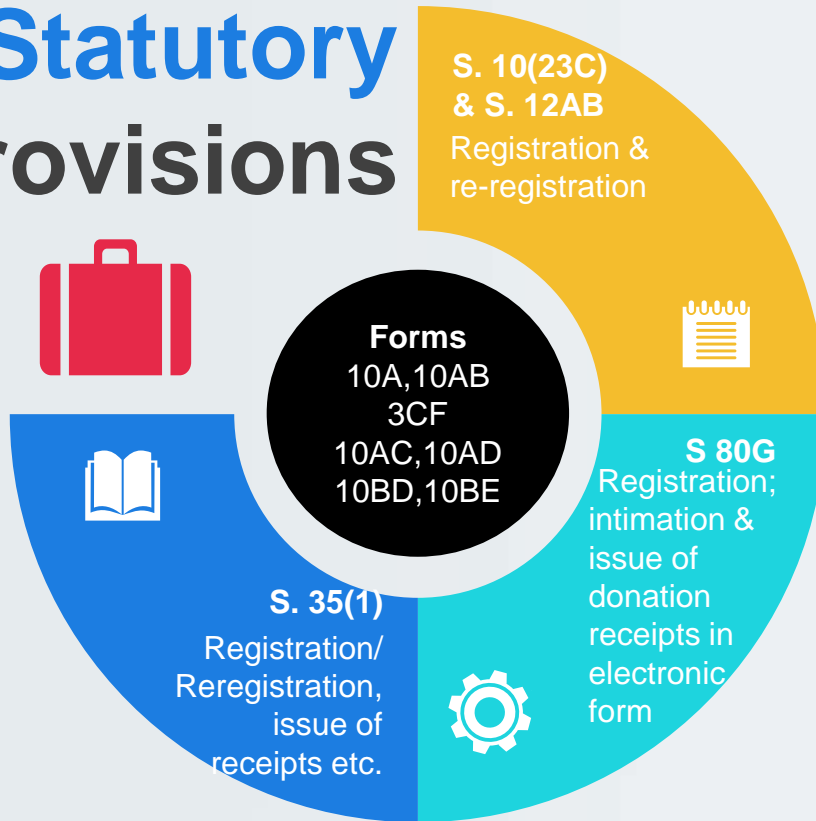 Statutory
rovisions
S. 10(23C)
& S. 12AB
Registration &
re-registration
Forms
10A,10AB
3CF
10AC,10AD
10BD,10BE
S 80G
Registration;
intimation &
issue of
donation
receipts in
electronic
form
S. 35(1)
Registration/
Reregistration,
issue of
receipts etc.